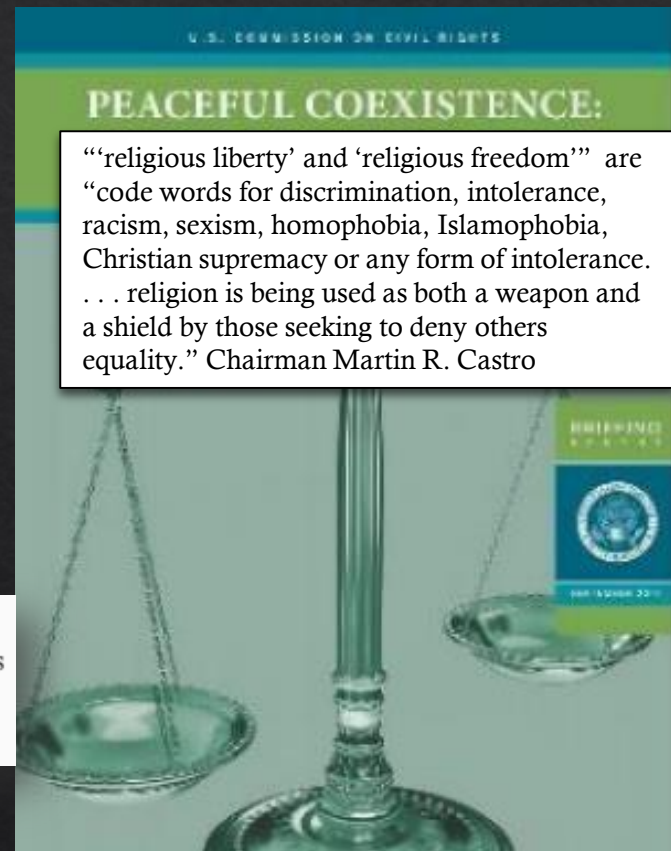 U.S. COMMISSION ON CIVIL RIGHTS
PEACEFUL COEXISTENCE:
“‘religious liberty’ and ‘religious freedom’” are
“code words for discrimination, intolerance,
racism, sexism, homophobia, Islamophobia,
Christian supremacy or any form of intolerance.
. . . religion is being used as both a weapon and
a shield by those seeking to deny others
equality.” Chairman Martin R. Castro
BRIEFING
s